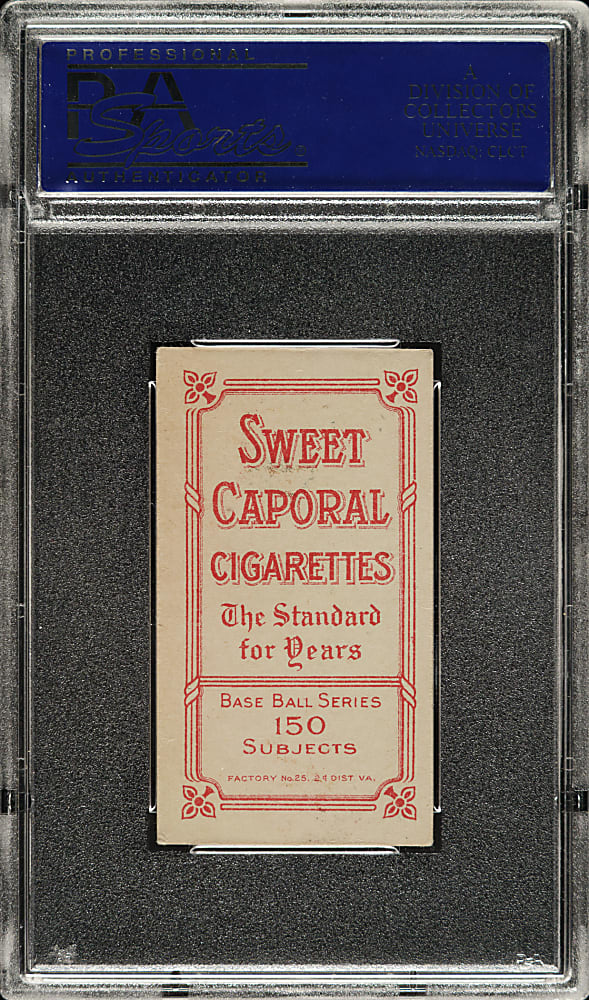 PROFESSIONAL
PSA
Sports®
AUTHENTICATOR
A
DIVISION OF
COLLECTORS
UNIVERSE
NASDAQ: CLCT
SWEET
CAPORAL
CIGARETTES
The Standard
for Years
BASE BALL SERIES
150
SUBJECTS
FACTORY No. 25. 2d DIST VA.
PSA